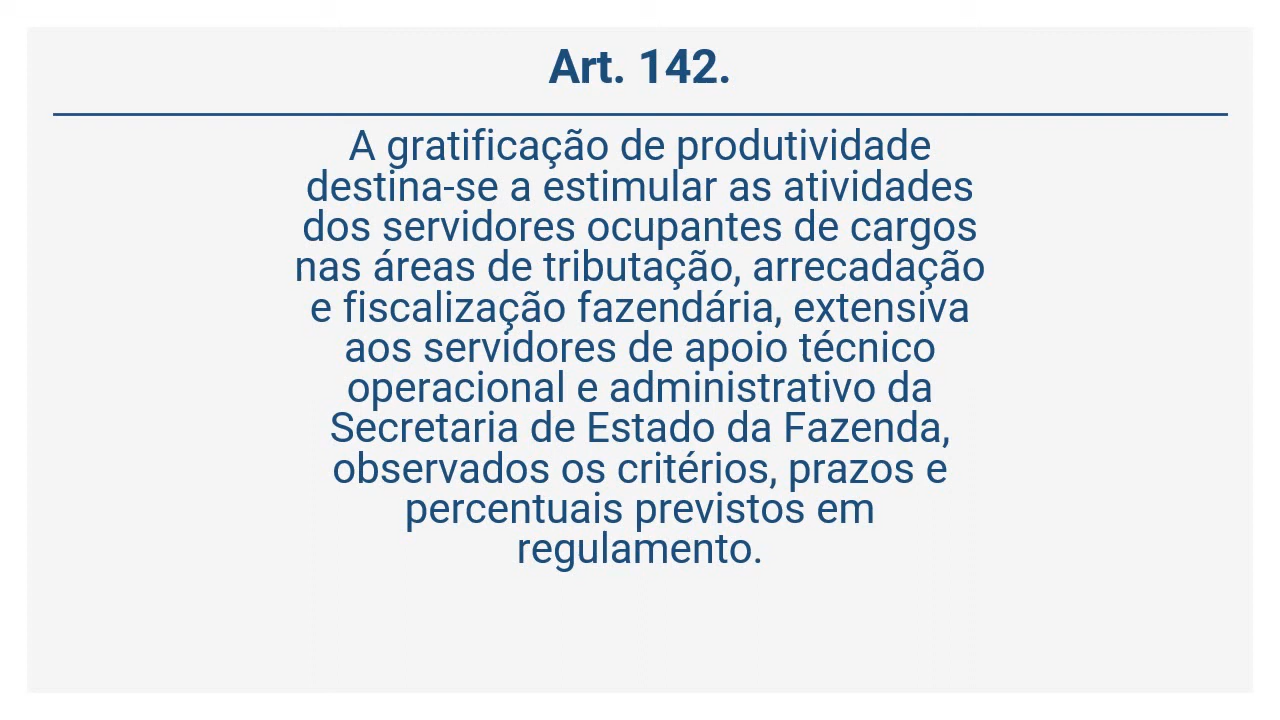 Art. 142.
A gratificação de produtividade
destina-se a estimular as atividades
dos servidores ocupantes de cargos
nas áreas de tributação, arrecadação
e fiscalização fazendária, extensiva
aos servidores de apoio técnico
operacional e administrativo da
Secretaria de Estado da Fazenda,
observados os critérios, prazos e
percentuais previstos em
regulamento.